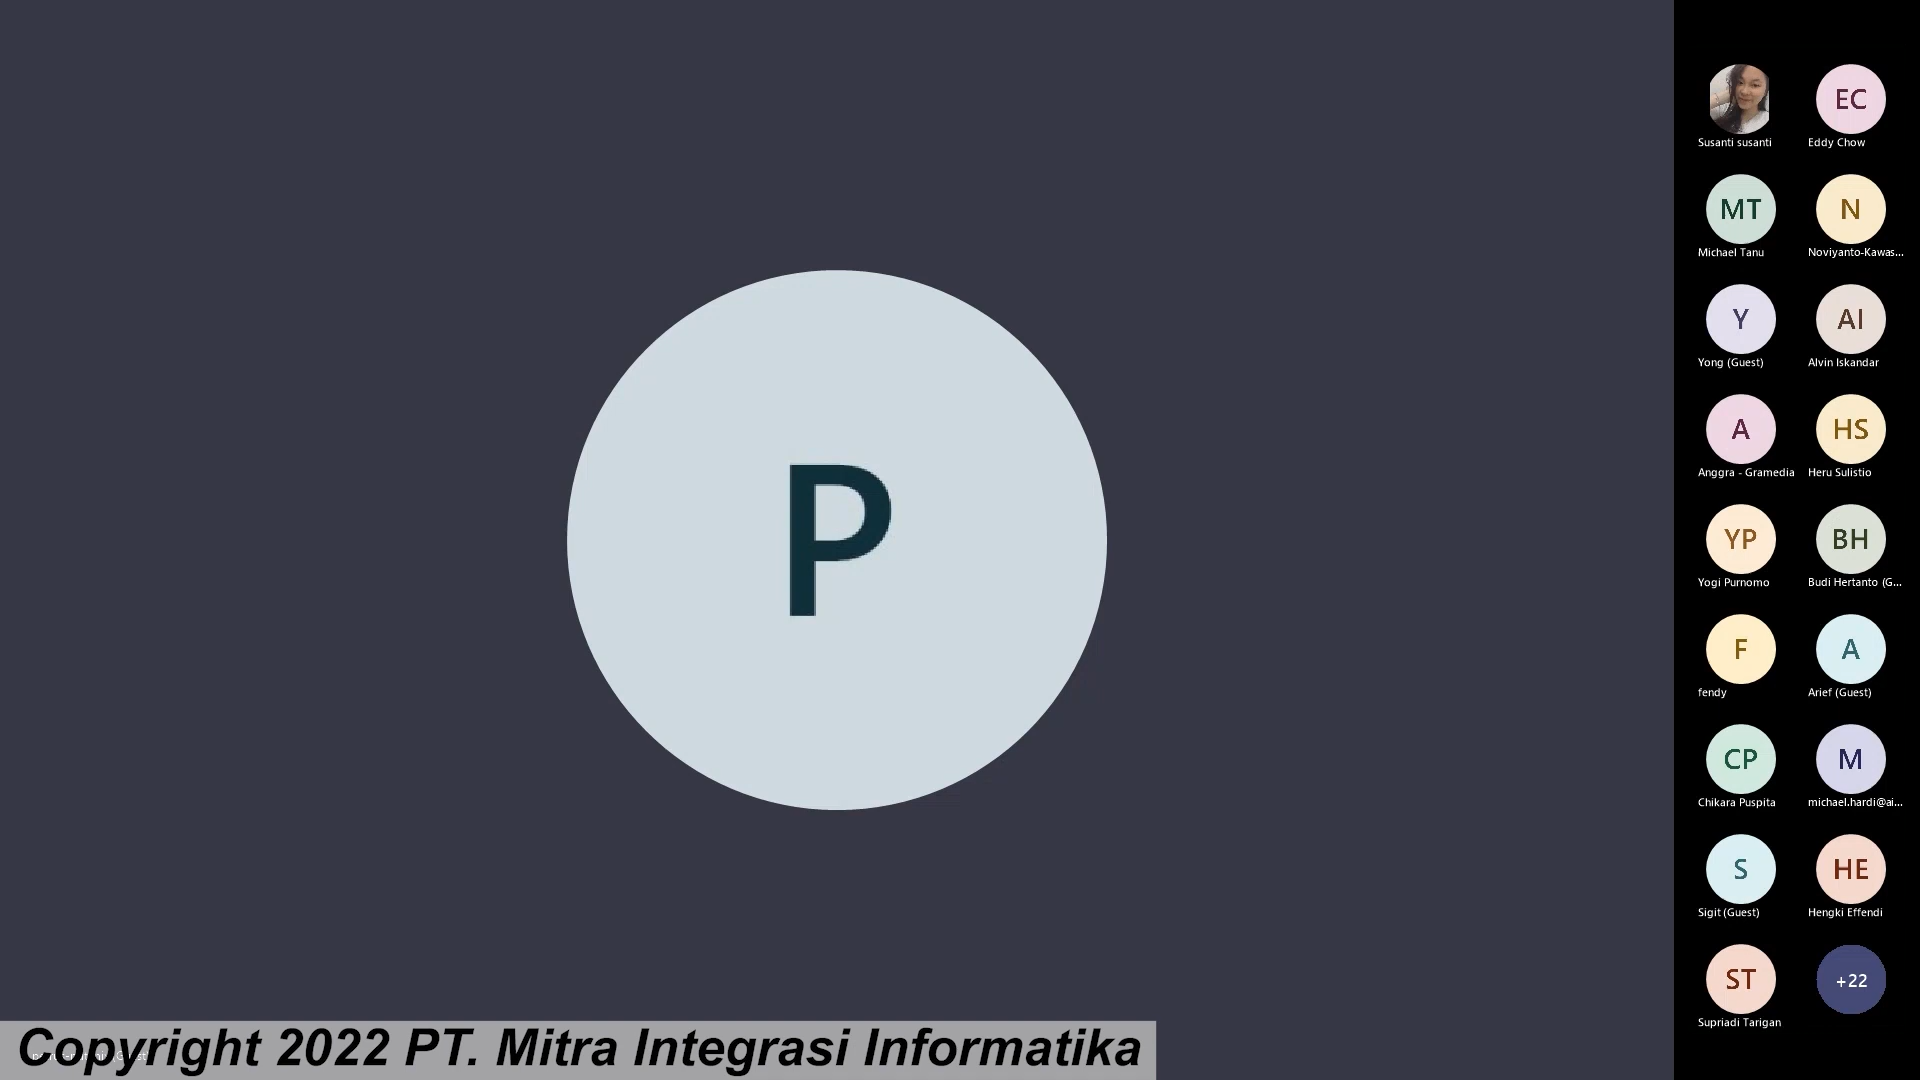 P
Susanti susanti
EC
Eddy Chow
MT
Michael Tanu
N
Noviyanto-Kawas...
Y
Yong (Guest)
AI
Alvin Iskandar
A
Anggra - Gramedia
HS
Heru Sulistio
YP
Yogi Purnomo
BH
Budi Hertanto (G...
F
fendy
A
Arief (Guest)
CP
Chikara Puspita
M
michael.hardi@ai...
S
Sigit (Guest)
HE
Hengki Effendi
ST
Supriadi Tarigan
+22
Copyright 2022 PT. Mitra Integrasi Informatika